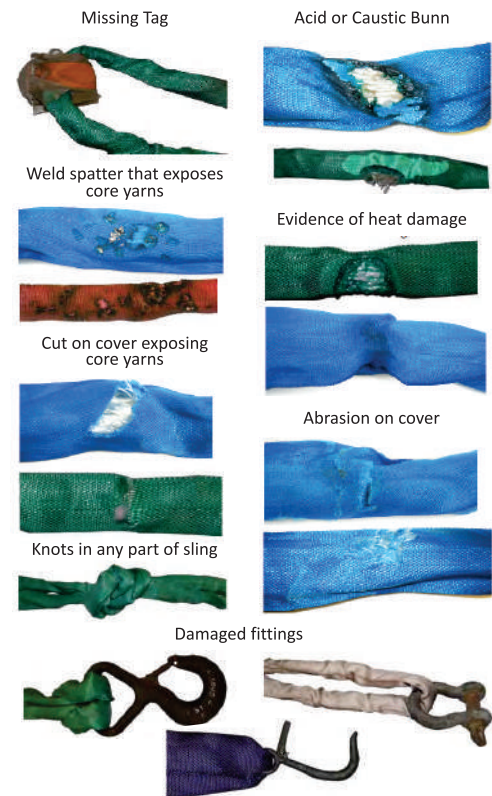 Missing Tag
Acid or Caustic Bunn
Weld spatter that exposes
core yarns
Evidence of heat damage
Cut on cover exposing
core yarns
Abrasion on cover
Knots in any part of sling
Damaged fittings